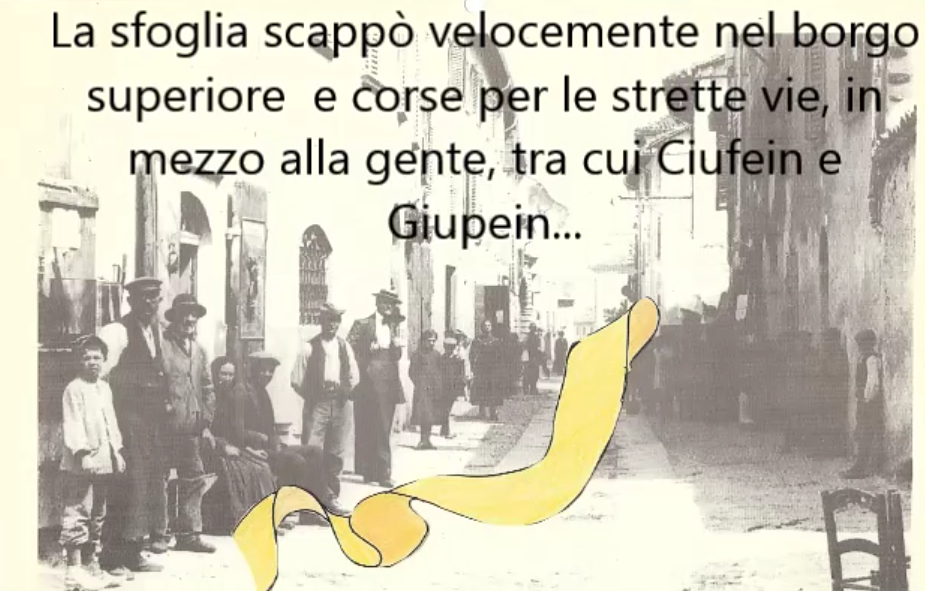 La sfoglia scappò velocemente nel borgo
superiore  e corse per le strette vie, in
mezzo alla gente, tra cui Ciufein e
Giupein...